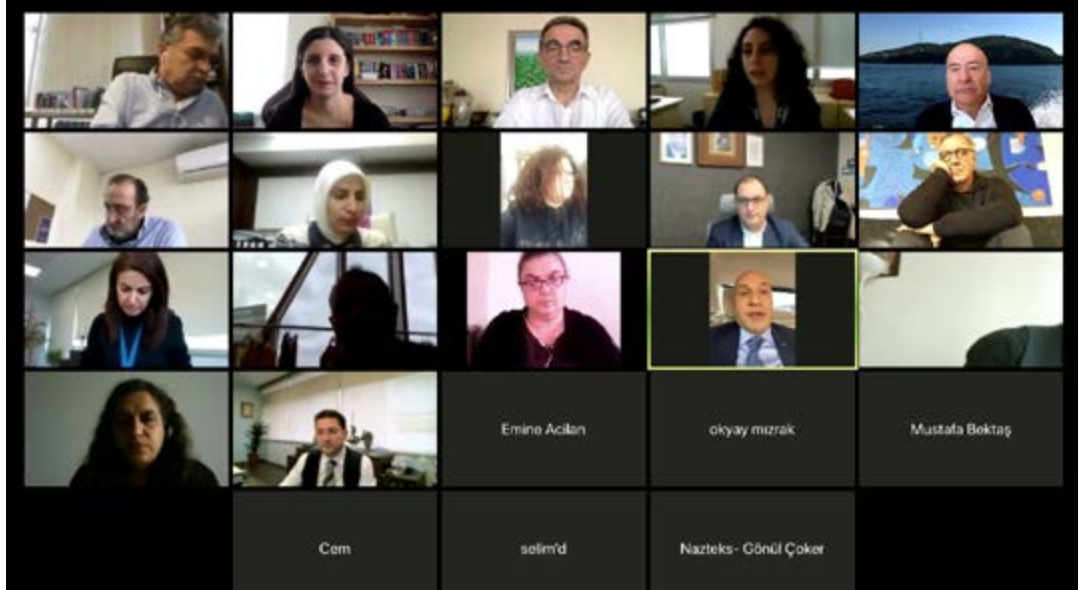 Emine Acilan
okyay mızrak
Mustafa Bektaş
Cem
selim'd
Nazteks- Gönül Çoker